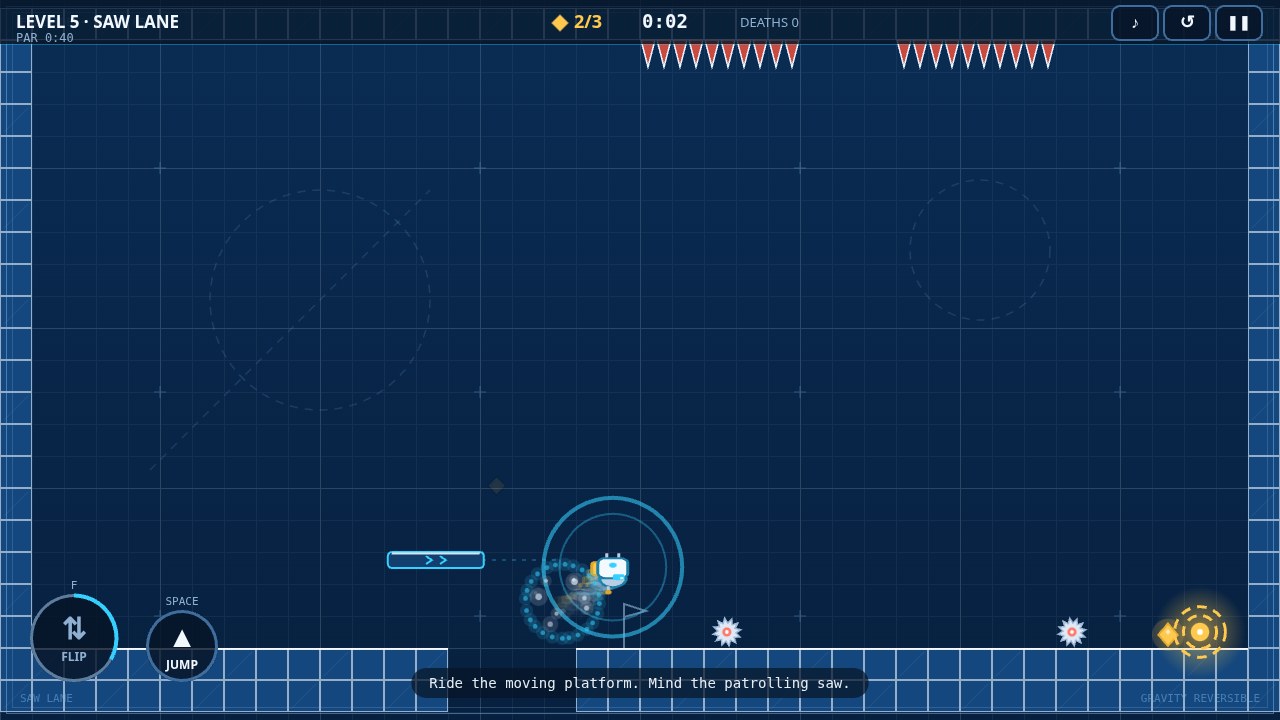 LEVEL 5 · SAW LANE
PAR 0:40
2/3
0:02
DEATHS 0
F
FLIP
SPACE
JUMP
Ride the moving platform. Mind the patrolling saw.
SAW LANE
GRAVITY REVERSIBLE